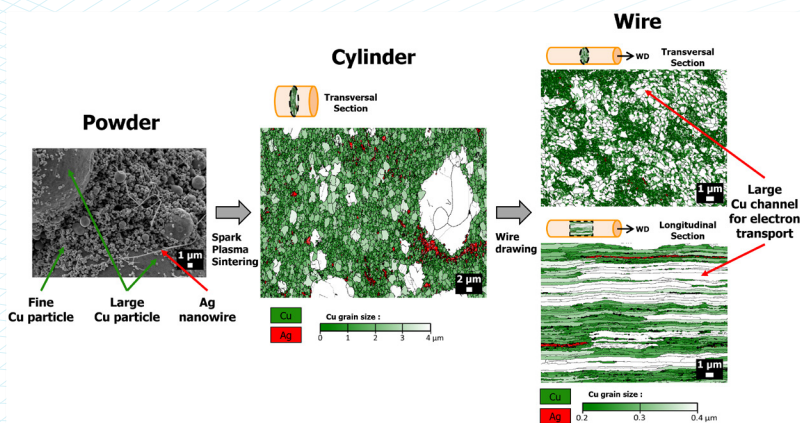 Wire
Cylinder
Powder
WD
Transversal
Section
Transversal
Section
1 µm
Large
Cu channel
for electron
transport
WD
Longitudinal
Section
1 µm
Spark
Plasma
Sintering
2 µm
Wire
drawing
1 µm
Fine
Cu particle
Large
Cu particle
Ag
nanowire
Cu
Ag
Cu grain size :
0 1 2 3 4 µm
Cu
Ag
Cu grain size :
0.2 0.3 0.4 µm